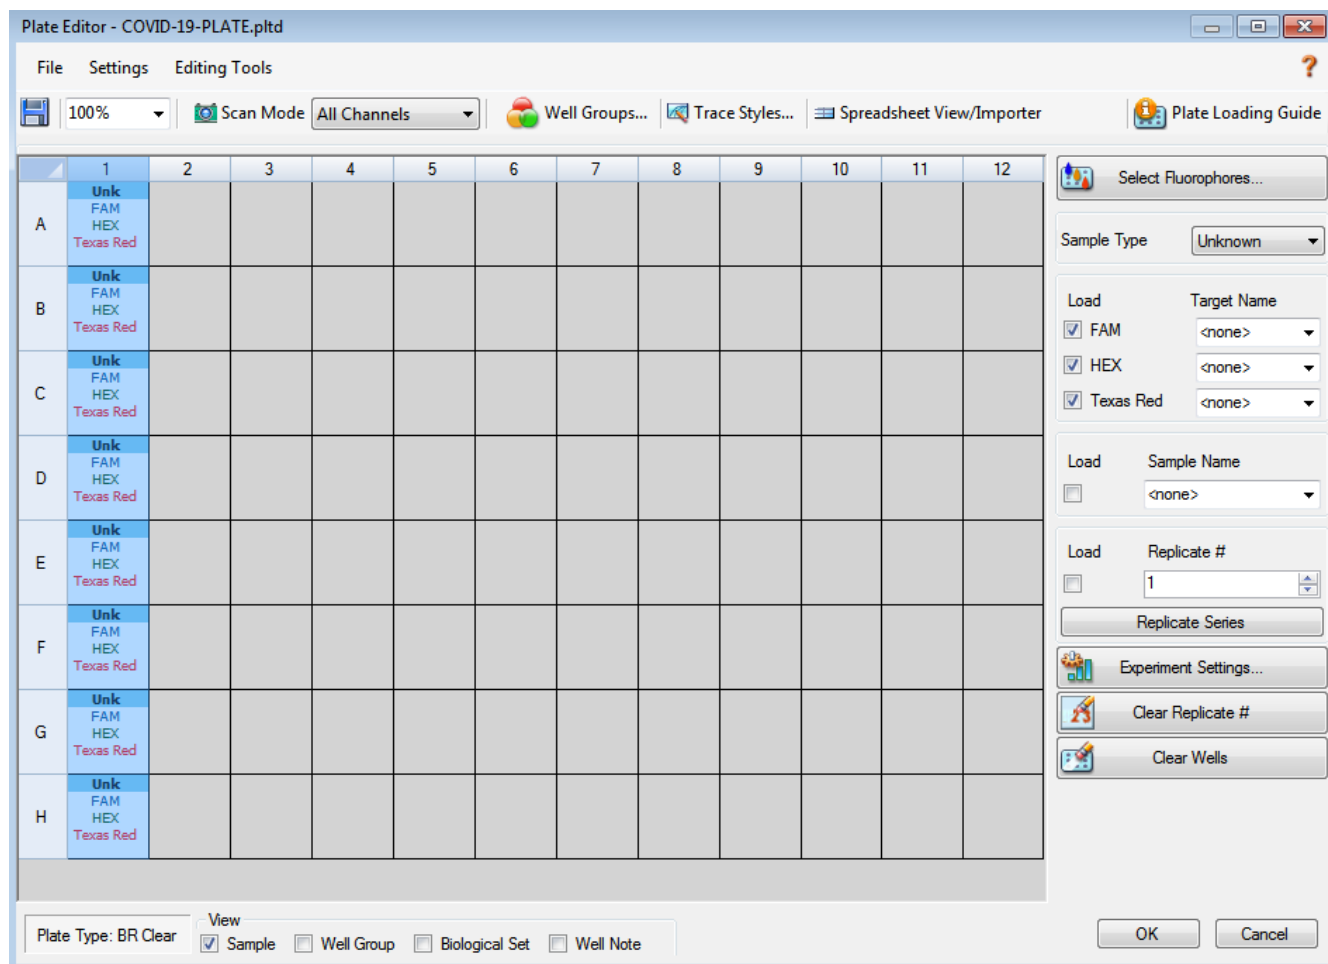 Plate Editor - COVID-19-PLATE.pltd
File Settings Editing Tools ?
100% Scan Mode All Channels Well Groups... Trace Styles... Spreadsheet View/Importer Plate Loading Guide
1 2 3 4 5 6 7 8 9 10 11 12
A
Unk
FAM
HEX
Texas Red
B
Unk
FAM
HEX
Texas Red
C
Unk
FAM
HEX
Texas Red
D
Unk
FAM
HEX
Texas Red
E
Unk
FAM
HEX
Texas Red
F
Unk
FAM
HEX
Texas Red
G
Unk
FAM
HEX
Texas Red
H
Unk
FAM
HEX
Texas Red
Select Fluorophores...
Sample Type Unknown
Load Target Name
FAM <none>
HEX <none>
Texas Red <none>
Load Sample Name
<none>
Load Replicate #
1
Replicate Series
Experiment Settings...
Clear Replicate #
Clear Wells
Plate Type: BR Clear
View
Sample Well Group Biological Set Well Note
OK Cancel